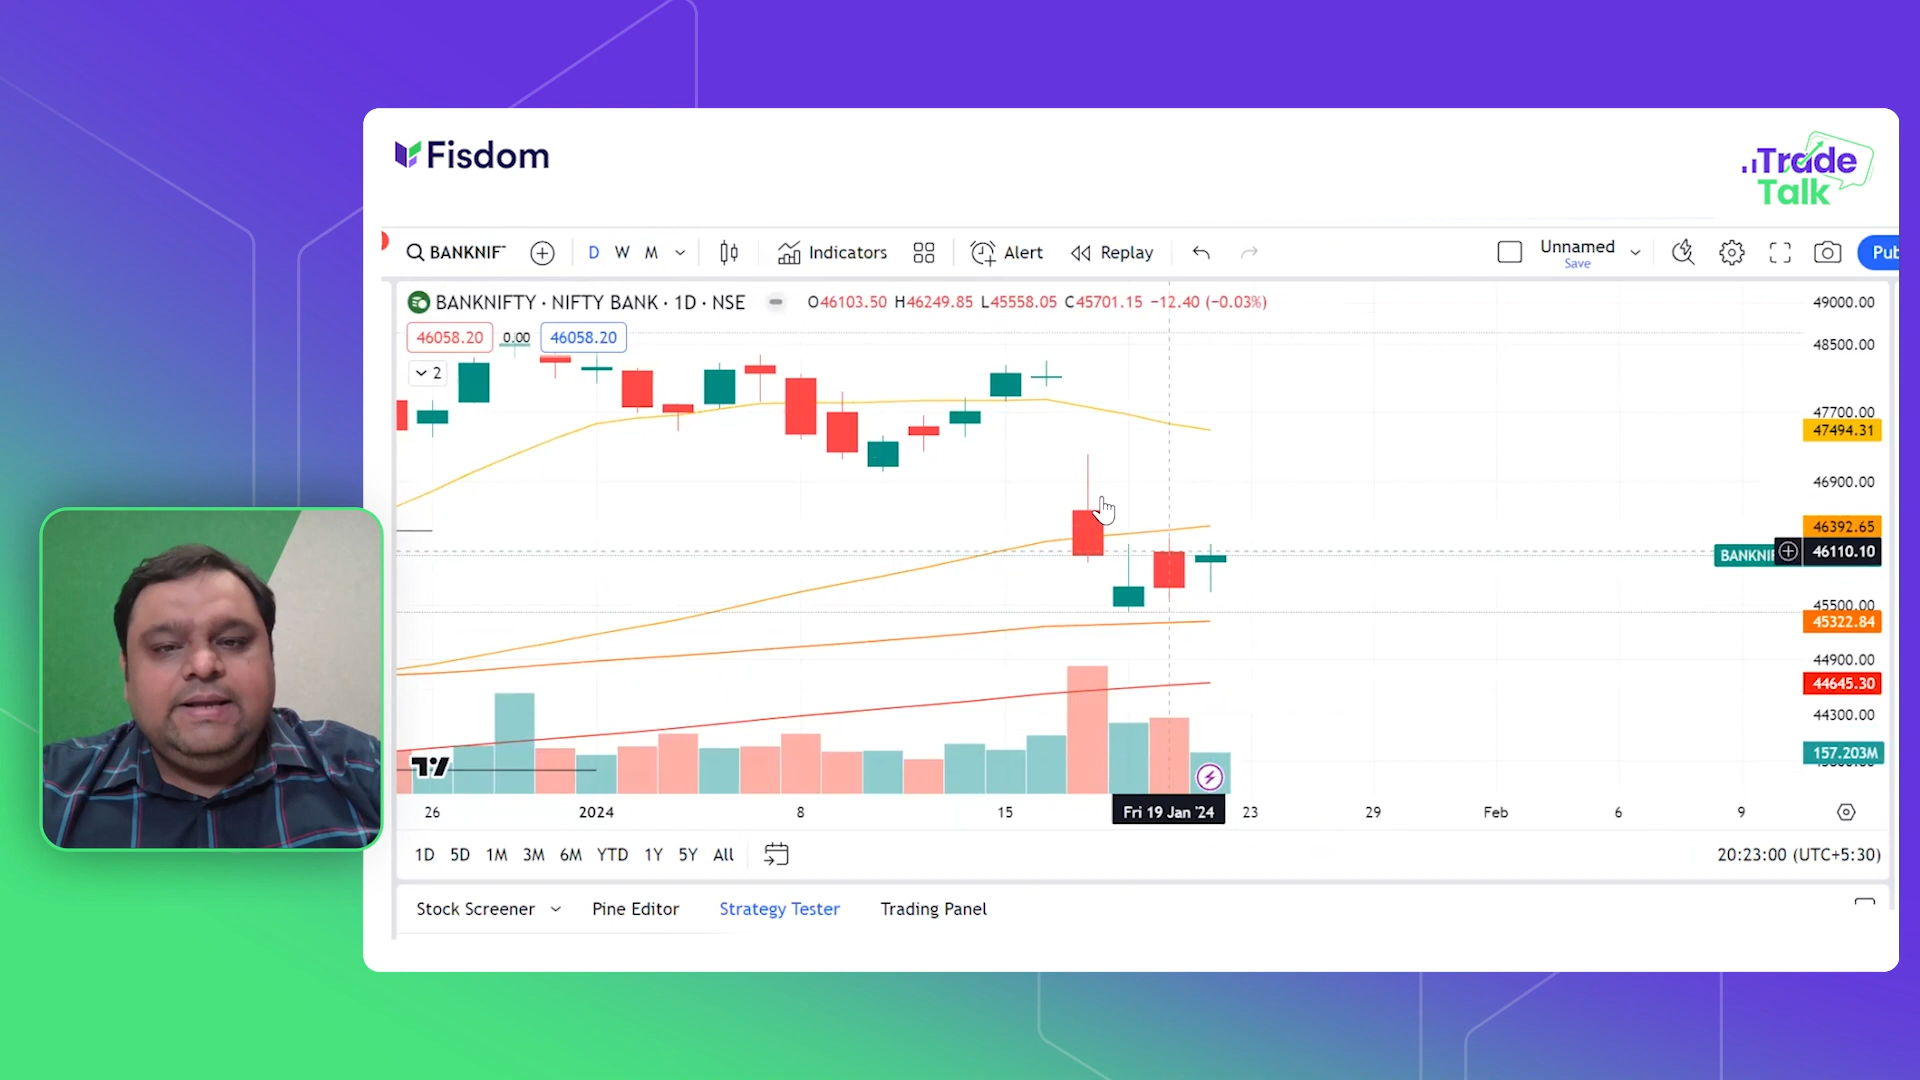 Fisdom
Trade
Talk
BANKNIF
D W M
Indicators
Alert
Replay
Unnamed
Save
Pub
BANKNIFTY · NIFTY BANK · 1D · NSE
O46103.50 H46249.85 L45558.05 C45701.15 −12.40 (−0.03%)
46058.20 0.00 46058.20
2
49000.00
48500.00
47700.00
47494.31
46900.00
46392.65
BANKNIF 46110.10
45500.00
45322.84
44900.00
44645.30
44300.00
157.203M
26 2024 8 15 Fri 19 Jan '24 23 29 Feb 6 9
1D 5D 1M 3M 6M YTD 1Y 5Y All
20:23:00 (UTC+5:30)
Stock Screener Pine Editor Strategy Tester Trading Panel